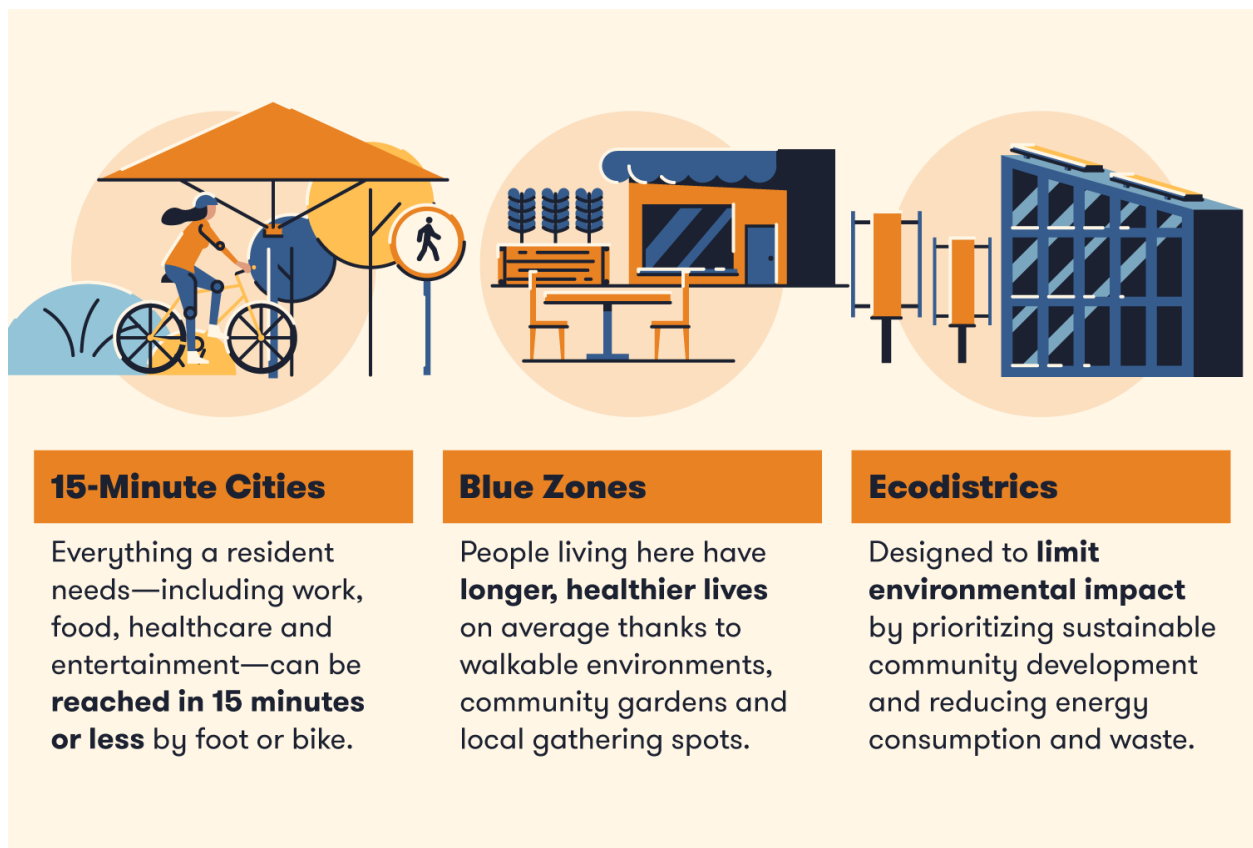 15-Minute Cities
Everything a resident
needs—including work,
food, healthcare and
entertainment—can be
reached in 15 minutes
or less by foot or bike.
Blue Zones
People living here have
longer, healthier lives
on average thanks to
walkable environments,
community gardens and
local gathering spots.
Ecodistrics
Designed to limit
environmental impact
by prioritizing sustainable
community development
and reducing energy
consumption and waste.